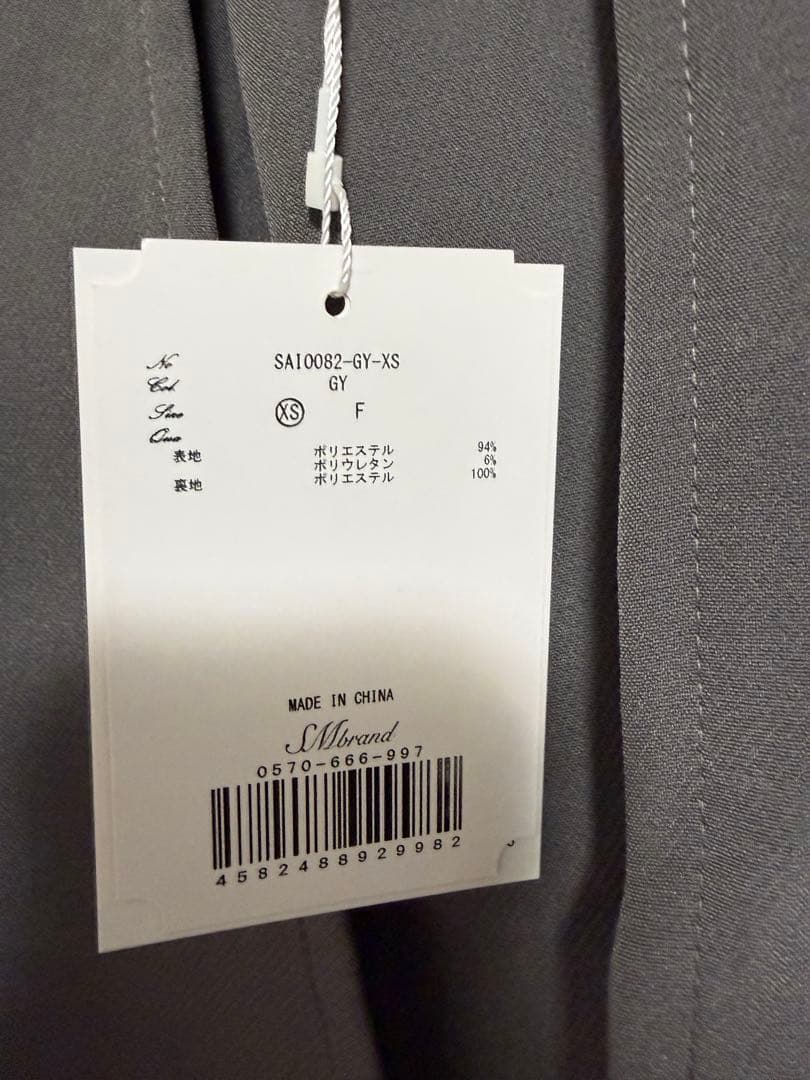 No SAI0082-GY-XS
Col. GY
Size XS F
Qua
表地 ポリエステル 94%
ポリウレタン 6%
裏地 ポリエステル 100%
MADE IN CHINA
SMbrand
0570-666-997
4582488929982